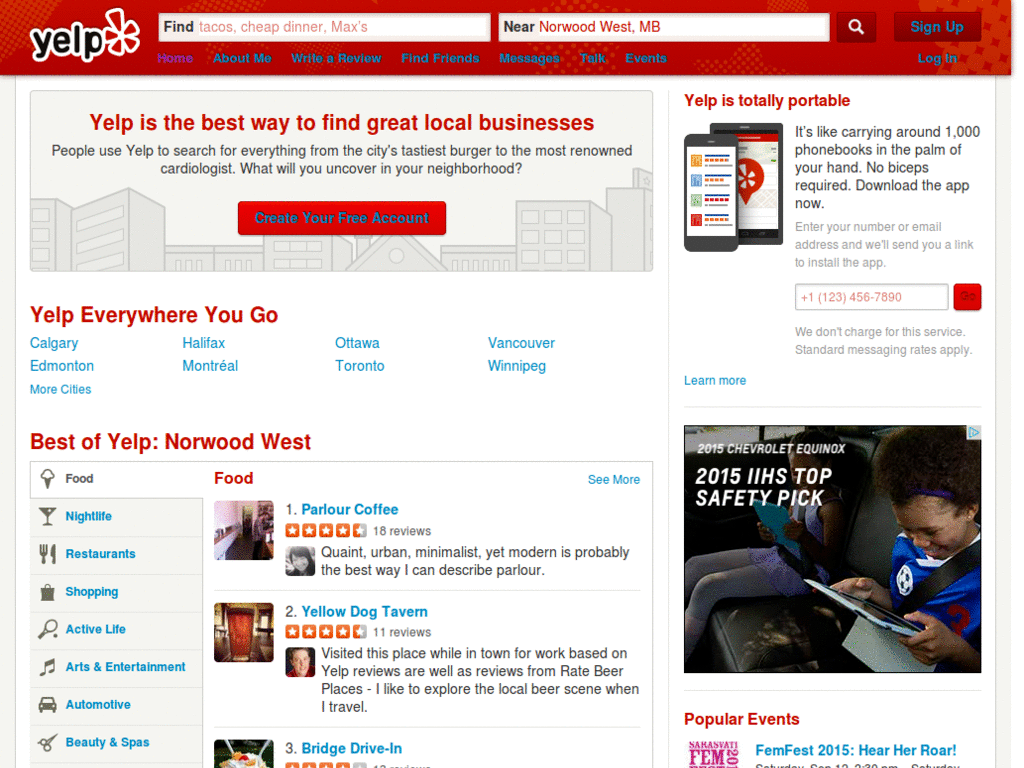 yelp
Find tacos, cheap dinner, Max's
Near Norwood West, MB
Sign Up
Home About Me Write a Review Find Friends Messages Talk Events
Log In
Yelp is the best way to find great local businesses
People use Yelp to search for everything from the city's tastiest burger to the most renowned
cardiologist. What will you uncover in your neighborhood?
Create Your Free Account
Yelp Everywhere You Go
Calgary Halifax Ottawa Vancouver
Edmonton Montréal Toronto Winnipeg
More Cities
Best of Yelp: Norwood West
Food
Nightlife
Restaurants
Shopping
Active Life
Arts & Entertainment
Automotive
Beauty & Spas
Food See More
1. Parlour Coffee
18 reviews
Quaint, urban, minimalist, yet modern is probably
the best way I can describe parlour.
2. Yellow Dog Tavern
11 reviews
Visited this place while in town for work based on
Yelp reviews are well as reviews from Rate Beer
Places - I like to explore the local beer scene when
I travel.
3. Bridge Drive-In
Yelp is totally portable
It's like carrying around 1,000
phonebooks in the palm of
your hand. No biceps
required. Download the app
now.
Enter your number or email
address and we'll send you a link
to install the app.
+1 (123) 456-7890
Go
We don't charge for this service.
Standard messaging rates apply.
Learn more
2015 CHEVROLET EQUINOX
2015 IIHS TOP
SAFETY PICK
Popular Events
SARASVATI
FEM
FemFest 2015: Hear Her Roar!
Saturday, Sep 12, 2:30 pm – Saturday,